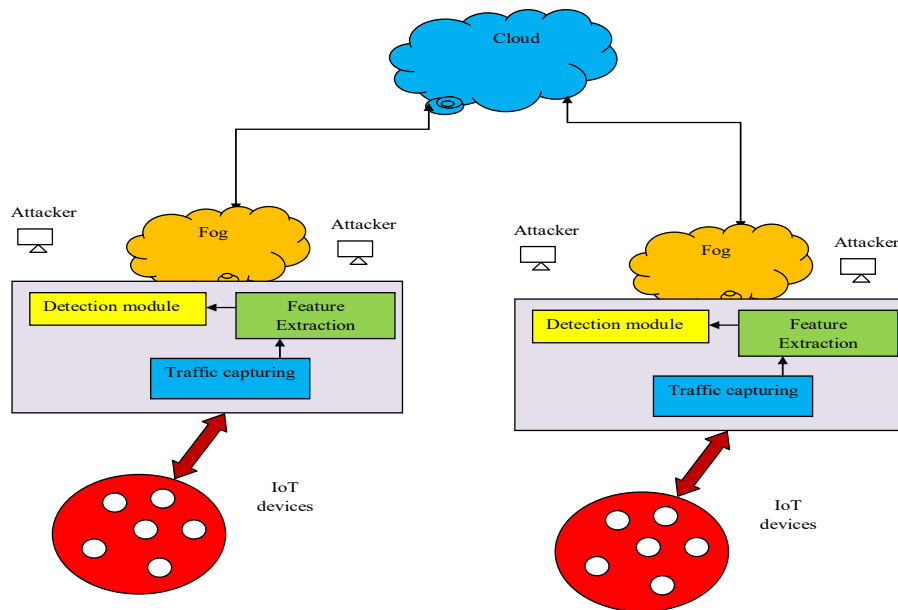 Cloud
Attacker
Fog
Attacker
Detection module
Feature
Extraction
Traffic capturing
IoT
devices
Attacker
Fog
Attacker
Detection module
Feature
Extraction
Traffic capturing
IoT
devices